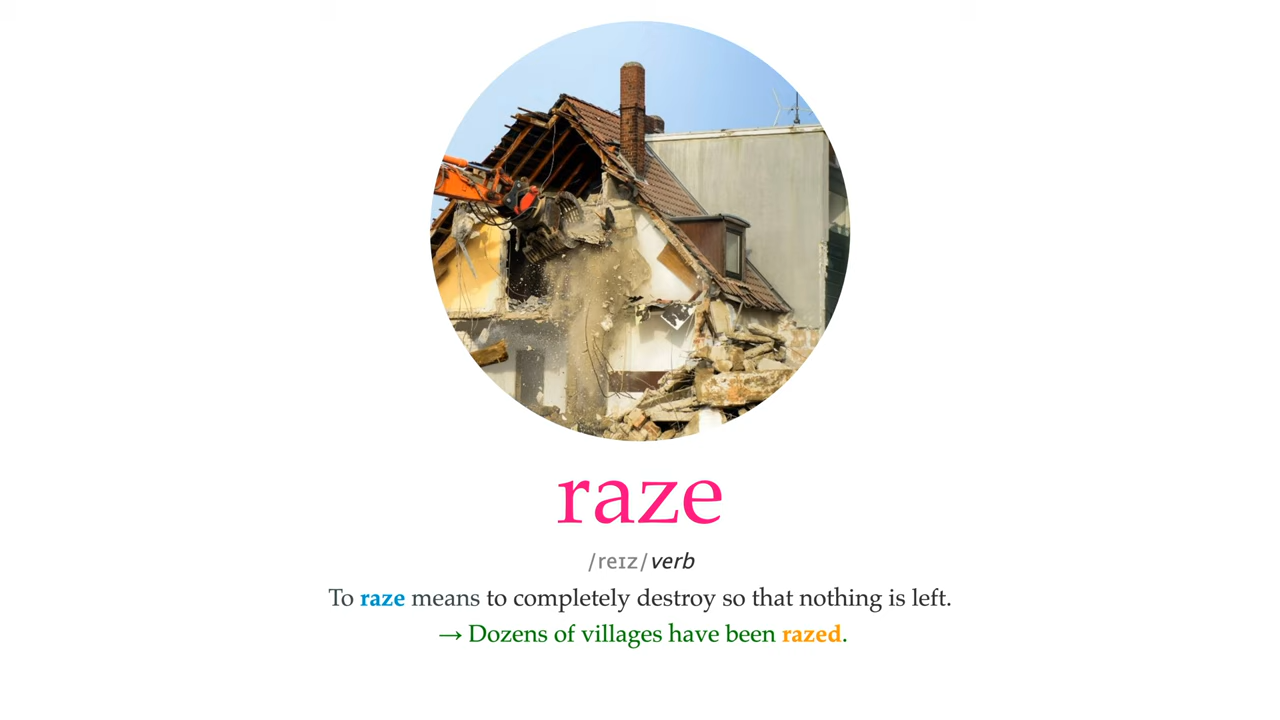 raze
/reɪz/ verb
To raze means to completely destroy so that nothing is left.
→ Dozens of villages have been razed.